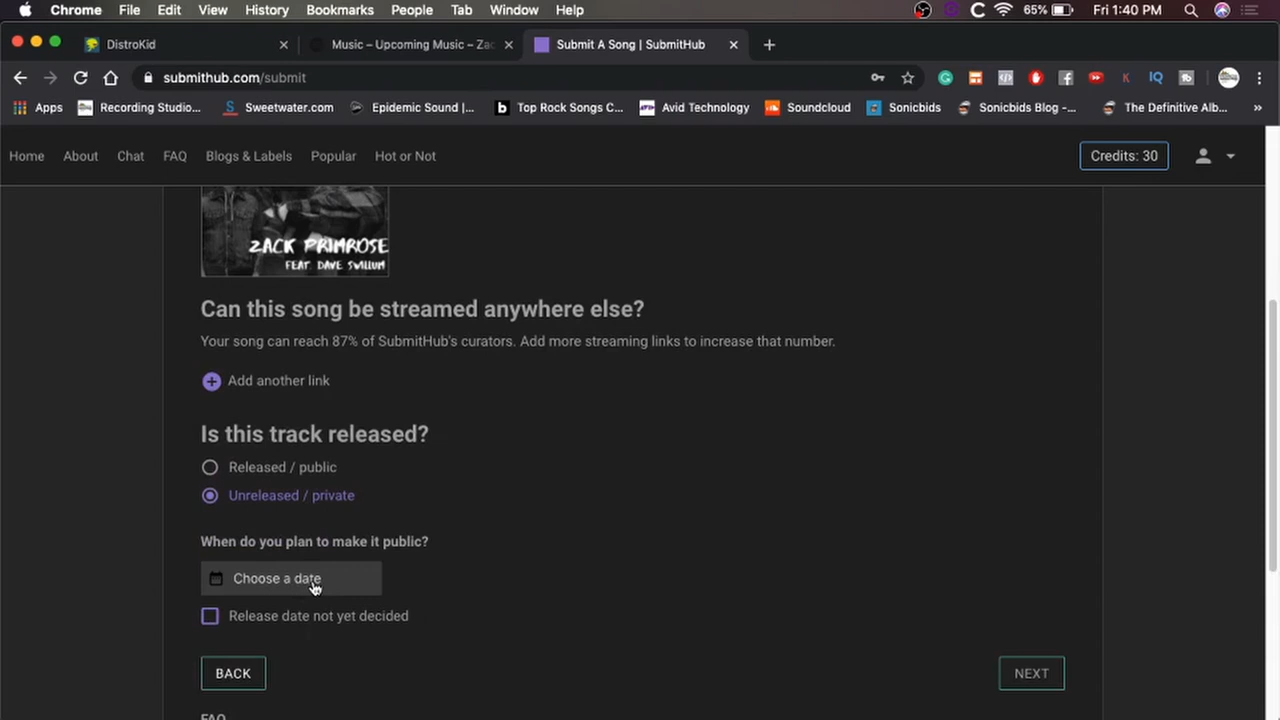 Chrome File Edit View History Bookmarks People Tab Window Help 65% Fri 1:40 PM
DistroKid Music – Upcoming Music – Zac Submit A Song | SubmitHub
submithub.com/submit
Apps Recording Studio... Sweetwater.com Epidemic Sound |... Top Rock Songs C... Avid Technology Soundcloud Sonicbids Sonicbids Blog -... The Definitive Alb... »
Home About Chat FAQ Blogs & Labels Popular Hot or Not Credits: 30
ZACK PRIMROSE
FEAT. DAVE SWILLUM
Can this song be streamed anywhere else?
Your song can reach 87% of SubmitHub's curators. Add more streaming links to increase that number.
Add another link
Is this track released?
Released / public
Unreleased / private
When do you plan to make it public?
Choose a date
Release date not yet decided
BACK NEXT
FAQ